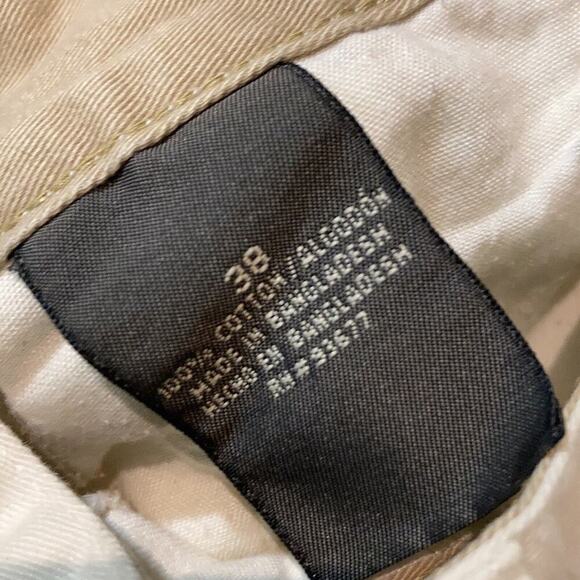 38
100% COTTON/ALGODÓN
MADE IN BANGLADESH
HECHO EN BANGLADESH
RN#93677